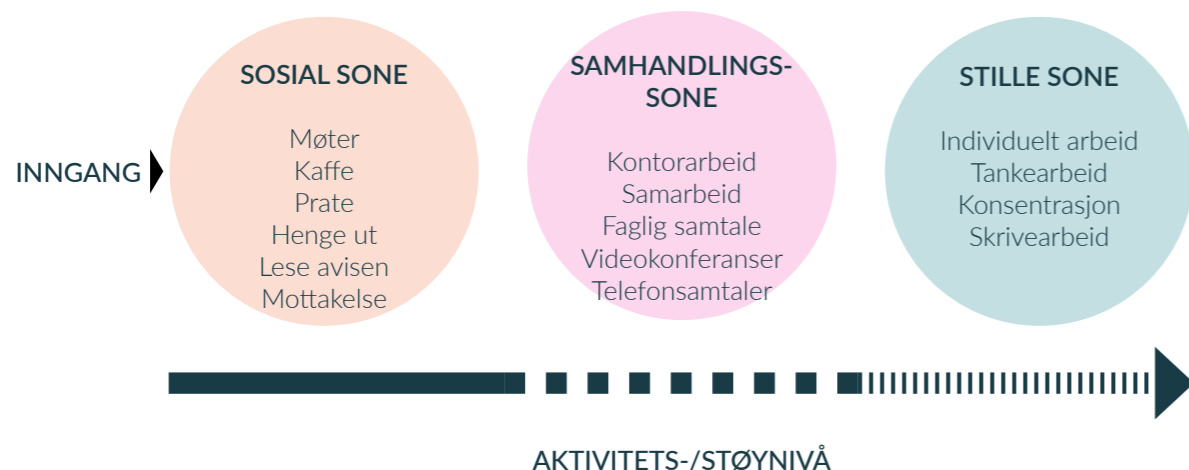 INNGANG
SOSIAL SONE
Møter
Kaffe
Prate
Henge ut
Lese avisen
Mottakelse
SAMHANDLINGS-
SONE
Kontorarbeid
Samarbeid
Faglig samtale
Videokonferanser
Telefonsamtaler
STILLE SONE
Individuelt arbeid
Tankearbeid
Konsentrasjon
Skrivearbeid
AKTIVITETS-/STØYNIVÅ